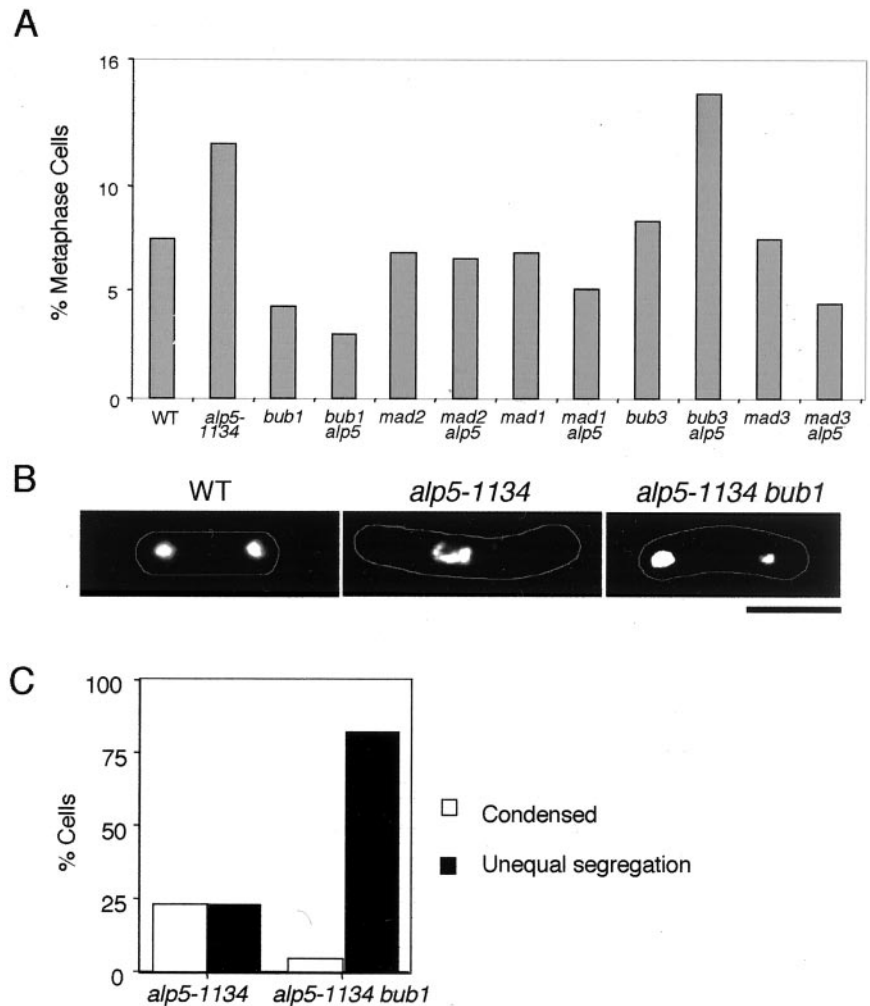 A
% Metaphase Cells
16
10
5
0
WT
alp5-
1134
bub1
bub1
alp5
mad2
mad2
alp5
mad1
mad1
alp5
bub3
bub3
alp5
mad3
mad3
alp5
B
WT
alp5-1134
alp5-1134 bub1
C
% Cells
100
75
50
25
0
alp5-1134
alp5-1134 bub1
Condensed
Unequal segregation